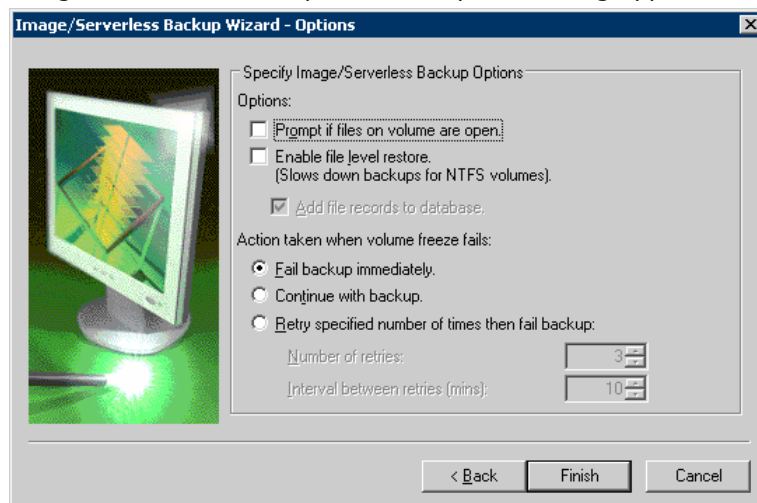 Image/Serverless Backup Wizard - Options
Specify Image/Serverless Backup Options
Options:
Prompt if files on volume are open.
Enable file level restore.
(Slows down backups for NTFS volumes).
Add file records to database.
Action taken when volume freeze fails:
Fail backup immediately.
Continue with backup.
Retry specified number of times then fail backup:
Number of retries: 3
Interval between retries (mins): 10
< Back Finish Cancel